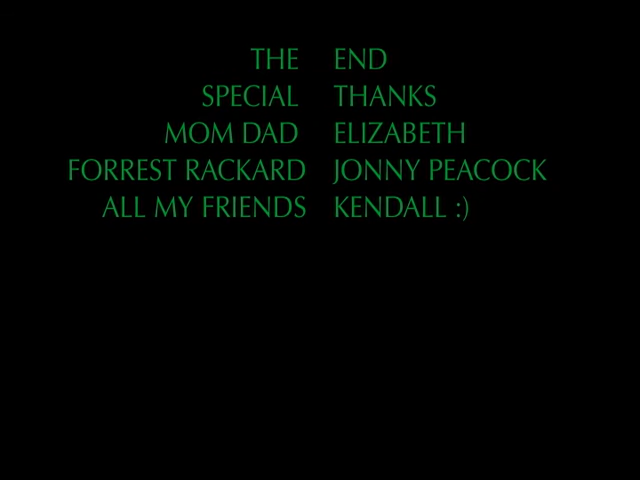 THE END
SPECIAL THANKS
MOM DAD ELIZABETH
FORREST RACKARD JONNY PEACOCK
ALL MY FRIENDS KENDALL :)